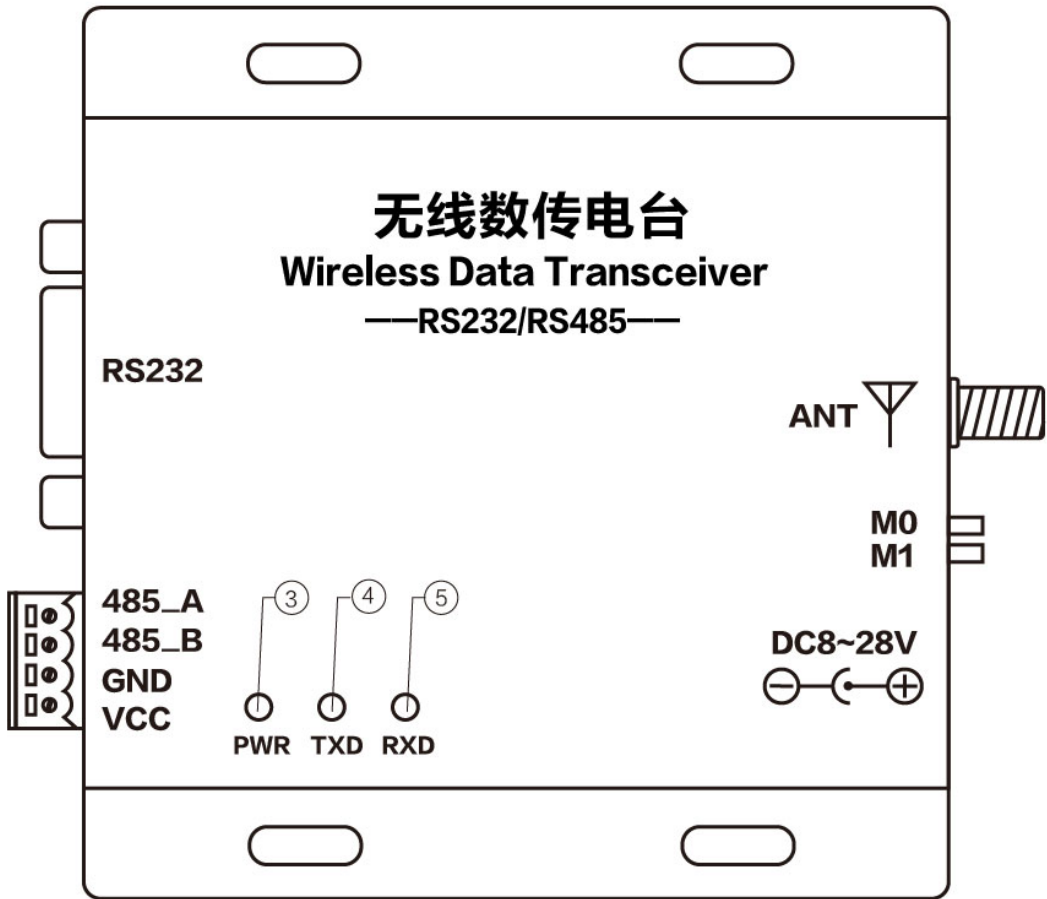 无线数传电台
Wireless Data Transceiver
——RS232/RS485——
RS232
ANT
M0
M1
485_A
485_B
GND
VCC
③
④
⑤
PWR
TXD
RXD
DC8~28V